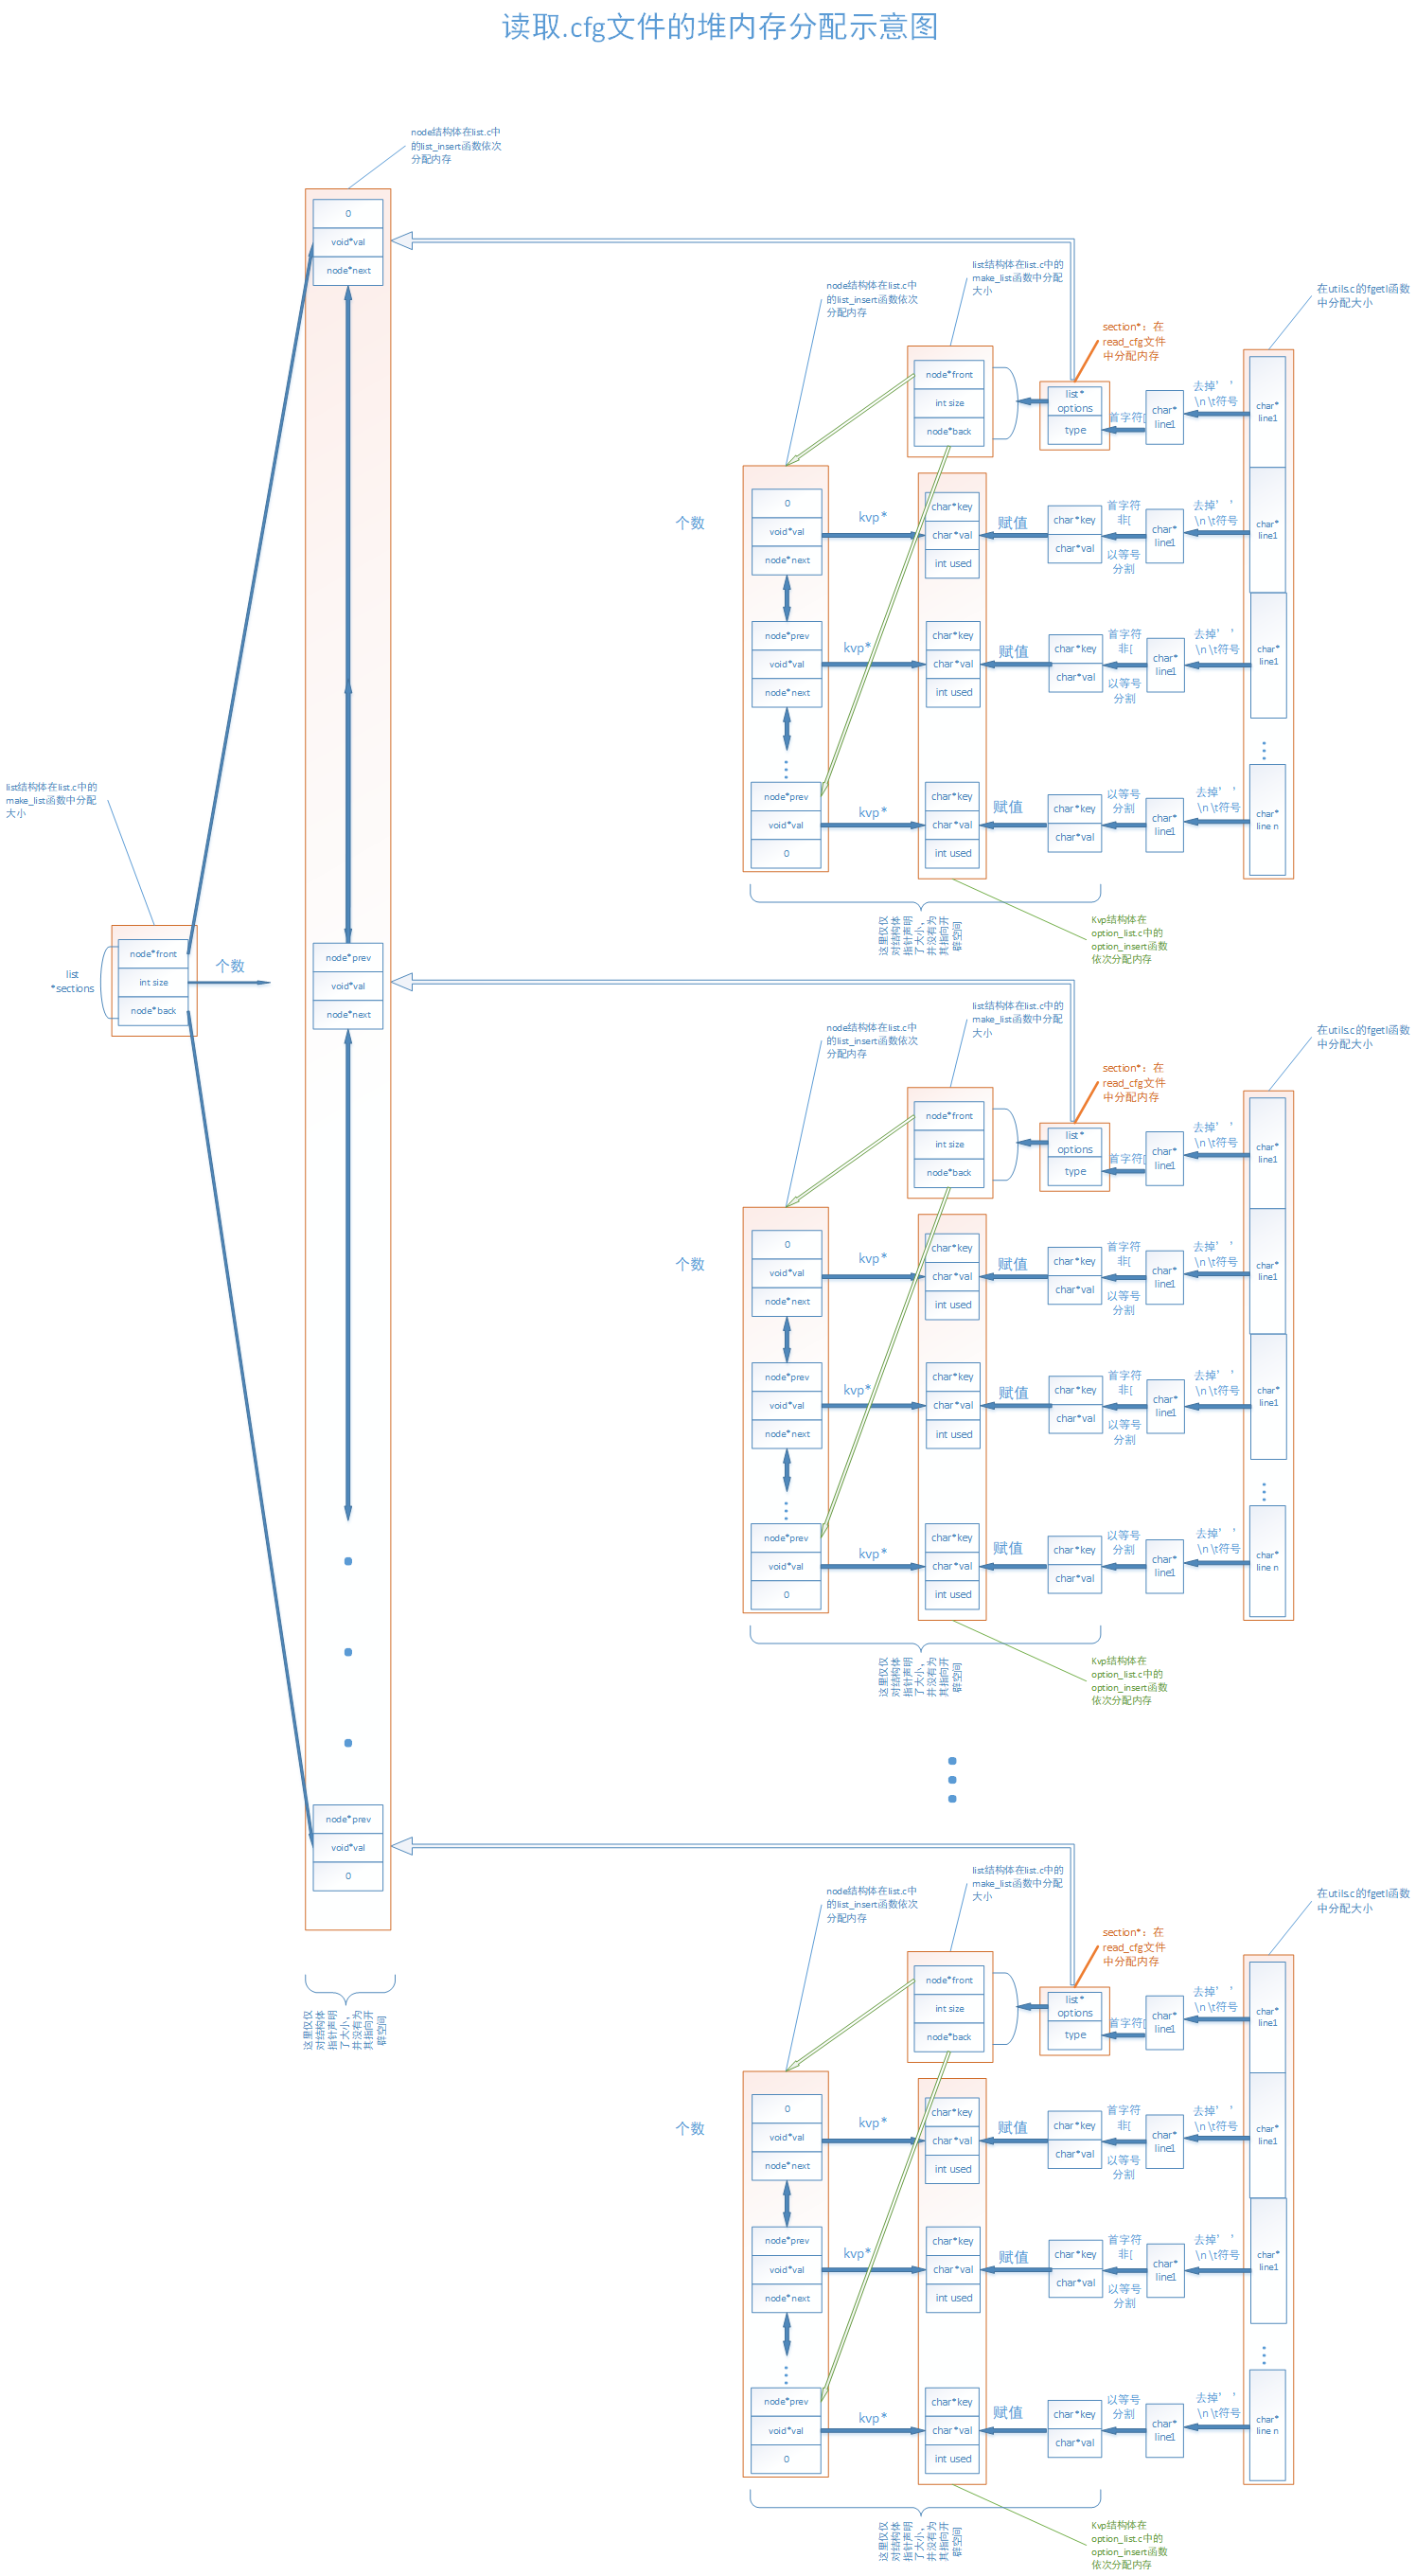 读取.cfg文件的堆内存分配示意图
node结构体在list.c中
的list_insert函数依次
分配内存
0
void*val
node*next
list结构体在list.c中的
make_list函数中分配
大小
list
*sections
node*front
int size
node*back
个数
node*prev
void*val
node*next
node*prev
void*val
0
这里仅仅
对结构体
指针声明
了大小，
并没有为
其指向开
辟空间
node结构体在list.c中
的list_insert函数依次
分配内存
list结构体在list.c中的
make_list函数中分配
大小
section*：在
read_cfg文件
中分配内存
在utils.c的fgetl函数
中分配大小
node*front
int size
node*back
list*
options
type
首字符[
char*
line1
去掉' '
\n \t符号
char*
line1
个数
0
void*val
node*next
kvp*
char*key
char*val
int used
赋值
char*key
char*val
首字符
非[
以等号
分割
char*
line1
去掉' '
\n \t符号
char*
line1
node*prev
void*val
node*next
kvp*
char*key
char*val
int used
赋值
char*key
char*val
首字符
非[
以等号
分割
char*
line1
去掉' '
\n \t符号
char*
line1
node*prev
void*val
0
kvp*
char*key
char*val
int used
赋值
char*key
char*val
以等号
分割
char*
line1
去掉' '
\n \t符号
char*
line n
这里仅仅
对结构体
指针声明
了大小，
并没有为
其指向开
辟空间
Kvp结构体在
option_list.c中的
option_insert函数
依次分配内存
node结构体在list.c中
的list_insert函数依次
分配内存
list结构体在list.c中的
make_list函数中分配
大小
section*：在
read_cfg文件
中分配内存
在utils.c的fgetl函数
中分配大小
node*front
int size
node*back
list*
options
type
首字符[
char*
line1
去掉' '
\n \t符号
char*
line1
个数
0
void*val
node*next
kvp*
char*key
char*val
int used
赋值
char*key
char*val
首字符
非[
以等号
分割
char*
line1
去掉' '
\n \t符号
char*
line1
node*prev
void*val
node*next
kvp*
char*key
char*val
int used
赋值
char*key
char*val
首字符
非[
以等号
分割
char*
line1
去掉' '
\n \t符号
char*
line1
node*prev
void*val
0
kvp*
char*key
char*val
int used
赋值
char*key
char*val
以等号
分割
char*
line1
去掉' '
\n \t符号
char*
line n
这里仅仅
对结构体
指针声明
了大小，
并没有为
其指向开
辟空间
Kvp结构体在
option_list.c中的
option_insert函数
依次分配内存
node结构体在list.c中
的list_insert函数依次
分配内存
list结构体在list.c中的
make_list函数中分配
大小
section*：在
read_cfg文件
中分配内存
在utils.c的fgetl函数
中分配大小
node*front
int size
node*back
list*
options
type
首字符[
char*
line1
去掉' '
\n \t符号
char*
line1
个数
0
void*val
node*next
kvp*
char*key
char*val
int used
赋值
char*key
char*val
首字符
非[
以等号
分割
char*
line1
去掉' '
\n \t符号
char*
line1
node*prev
void*val
node*next
kvp*
char*key
char*val
int used
赋值
char*key
char*val
首字符
非[
以等号
分割
char*
line1
去掉' '
\n \t符号
char*
line1
node*prev
void*val
0
kvp*
char*key
char*val
int used
赋值
char*key
char*val
以等号
分割
char*
line1
去掉' '
\n \t符号
char*
line n
这里仅仅
对结构体
指针声明
了大小，
并没有为
其指向开
辟空间
Kvp结构体在
option_list.c中的
option_insert函数
依次分配内存